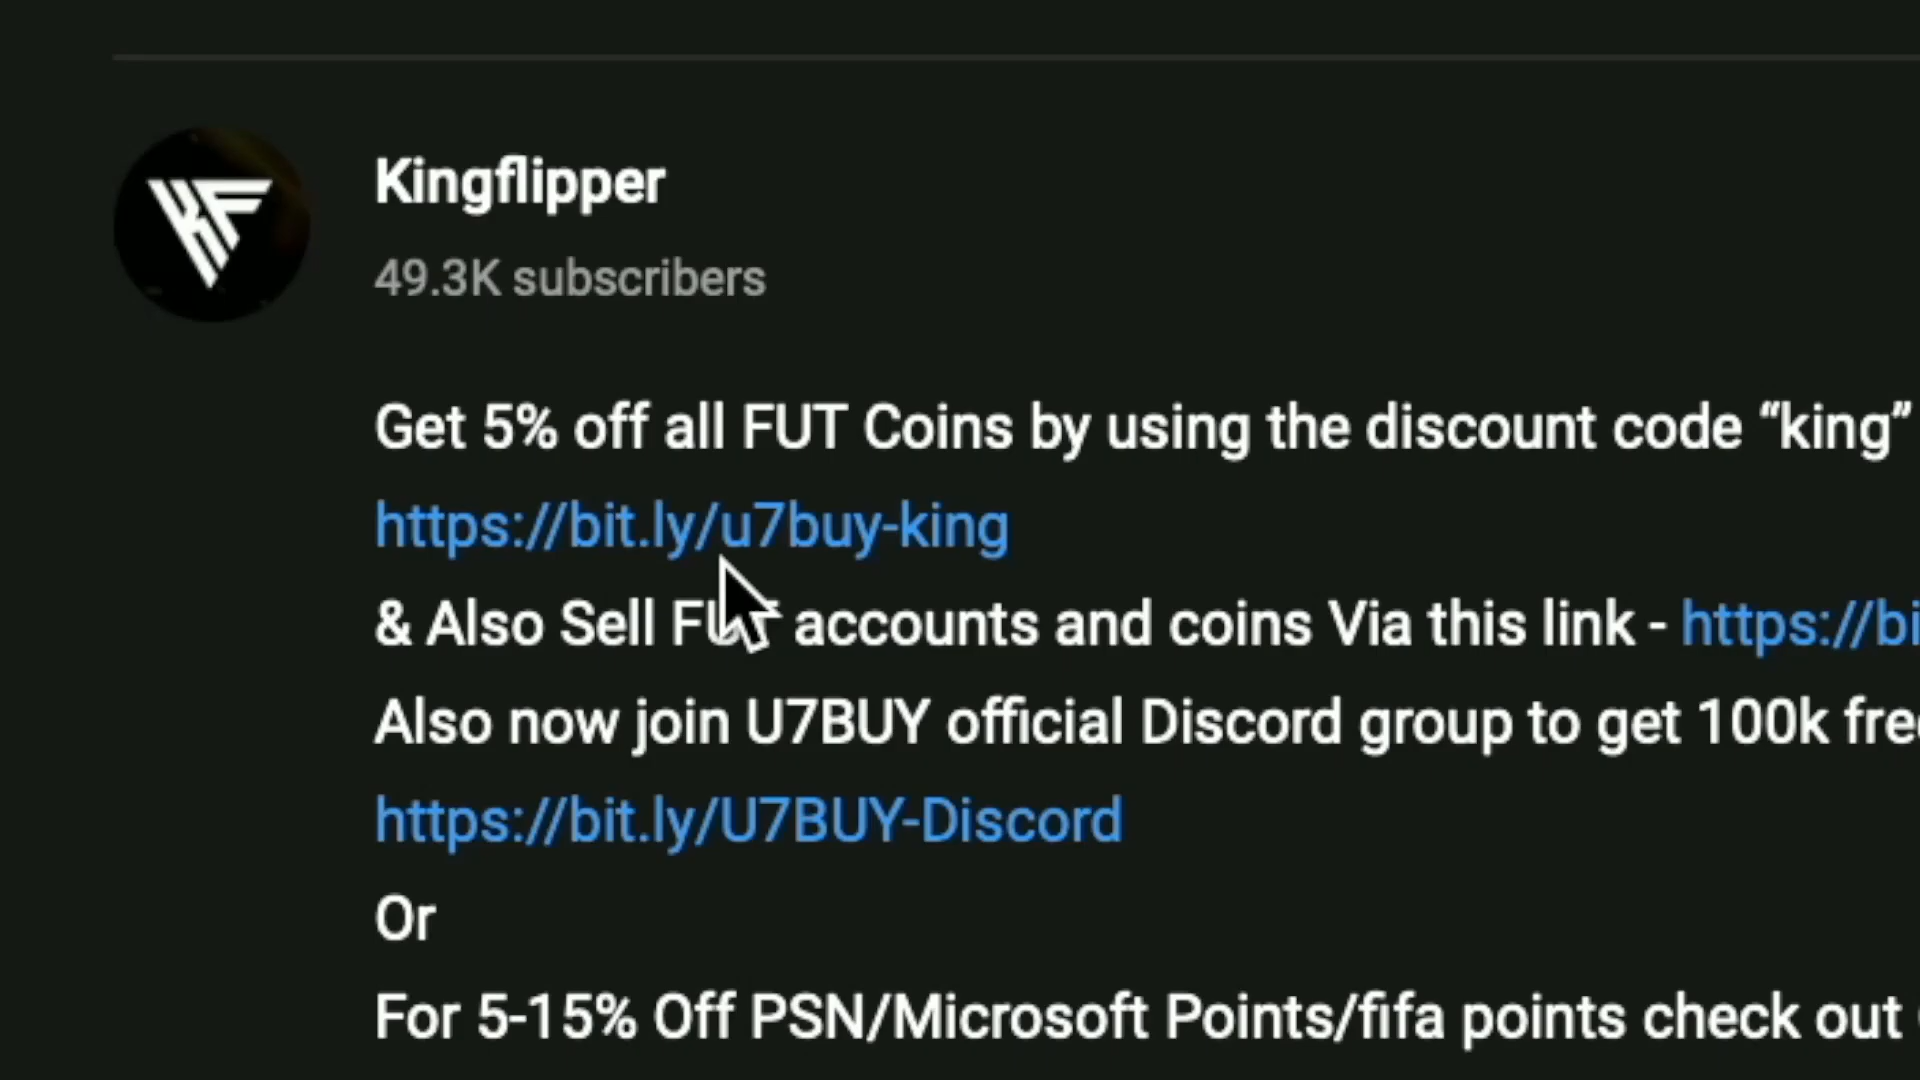 KF
Kingflipper
49.3K subscribers
Get 5% off all FUT Coins by using the discount code “king”
https://bit.ly/u7buy-king
& Also Sell FUT accounts and coins Via this link - https://bi
Also now join U7BUY official Discord group to get 100k free
https://bit.ly/U7BUY-Discord
Or
For 5-15% Off PSN/Microsoft Points/fifa points check out